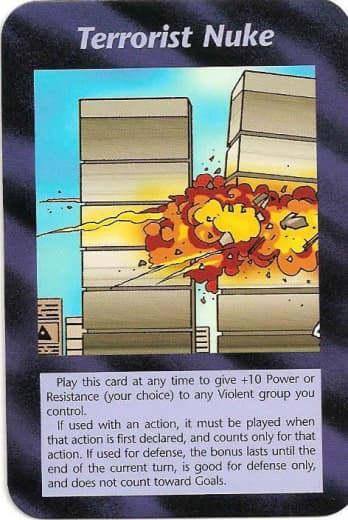 Terrorist Nuke
Play this card at any time to give +10 Power or
Resistance (your choice) to any Violent group you
control.
If used with an action, it must be played when
that action is first declared, and counts only for that
action. If used for defense, the bonus lasts until the
end of the current turn, is good for defense only,
and does not count toward Goals.